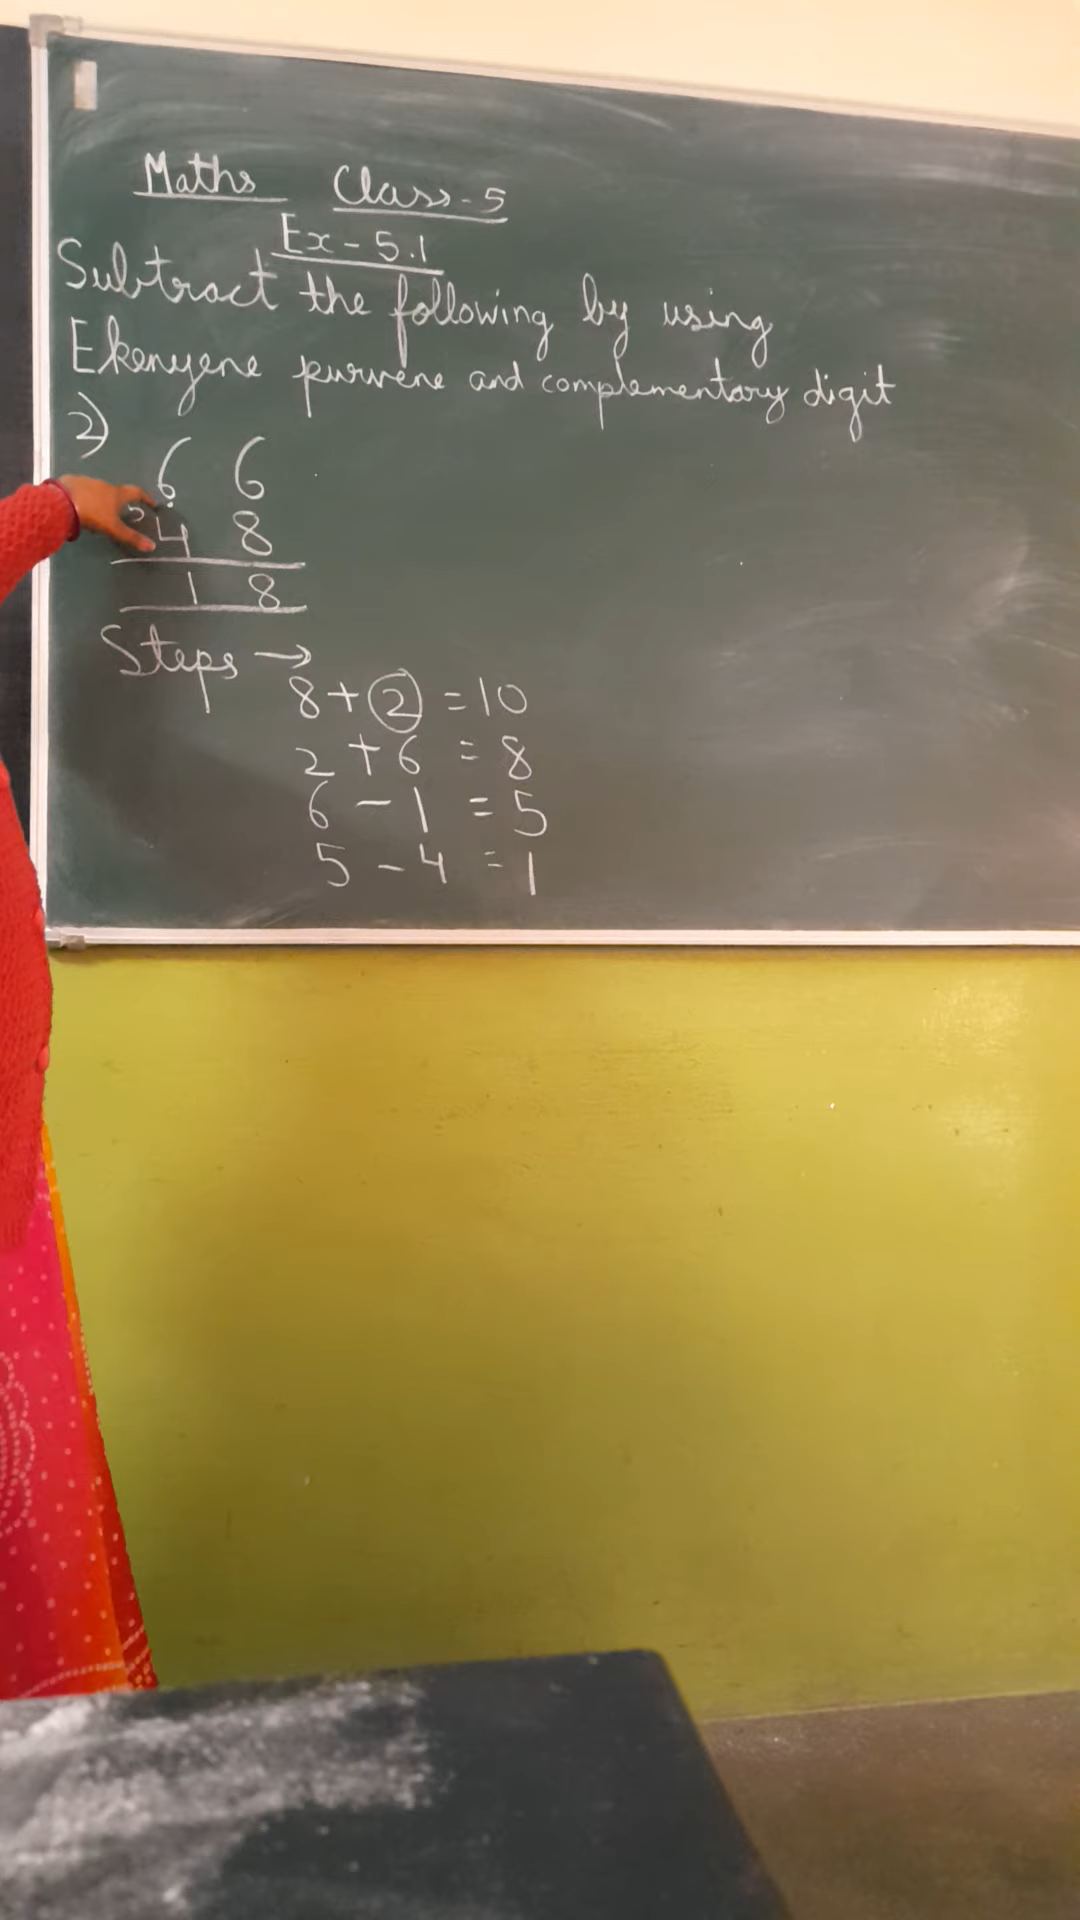 Maths Class-5
Ex-5.1
Subtract the following by using
Ekenyene purvene and complementary digit
2)
6 6
4 8
1 8
Steps →
8+2=10
2+6=8
6-1=5
5-4=1